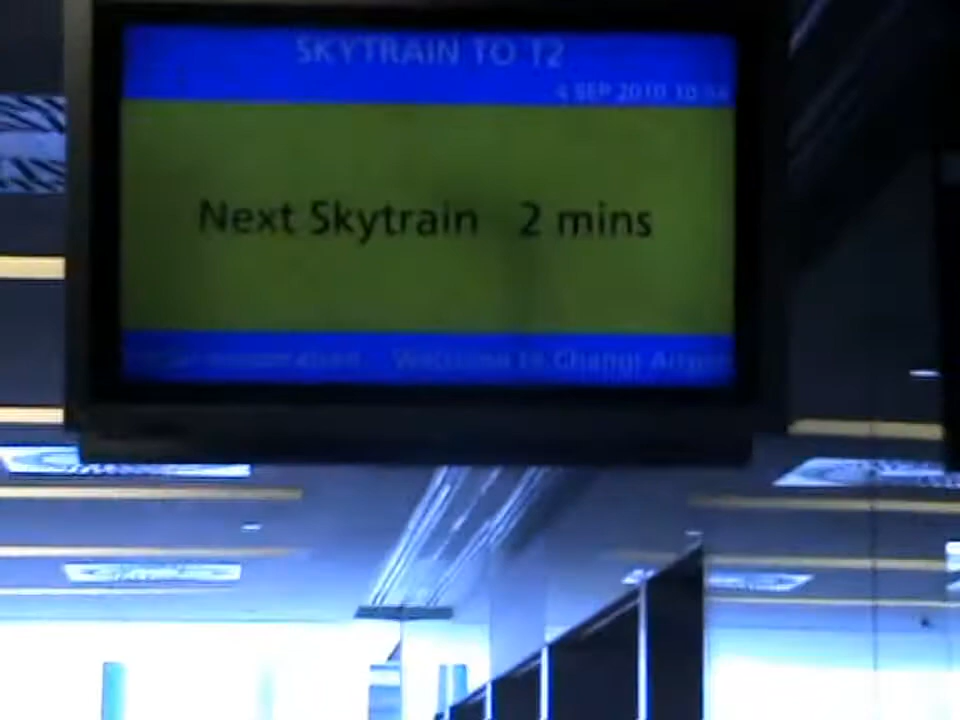 SKYTRAIN TO T2
4 SEP 2010
Next Skytrain 2 mins
Welcome to Changi Airport